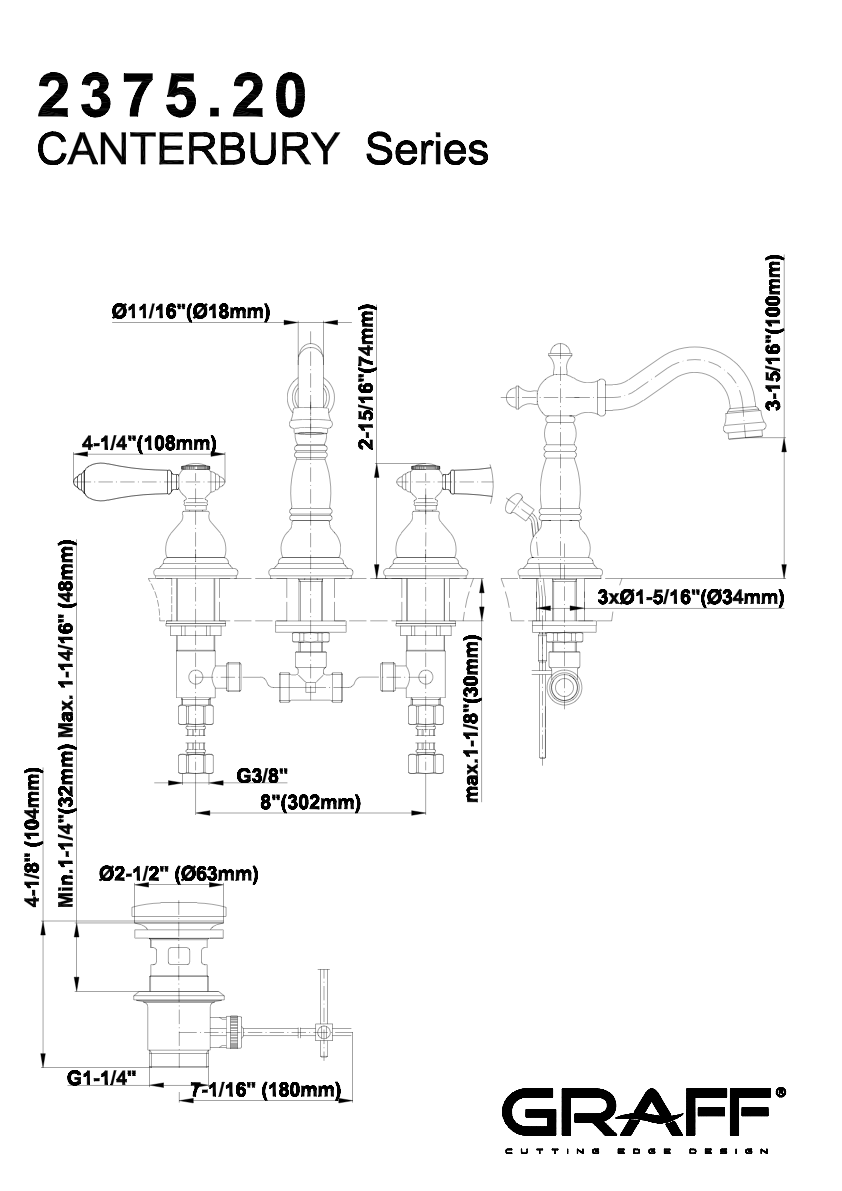 2375.20
CANTERBURY Series
3-15/16"(100mm)
Ø11/16"(Ø18mm)
2-15/16"(74mm)
4-1/4"(108mm)
3xØ1-5/16"(Ø34mm)
Min.1-1/4"(32mm) Max. 1-14/16" (48mm)
max.1-1/8"(30mm)
G3/8"
8"(302mm)
4-1/8" (104mm)
Ø2-1/2" (Ø63mm)
G1-1/4"
7-1/16" (180mm)
GRAFF®
CUTTING EDGE DESIGN